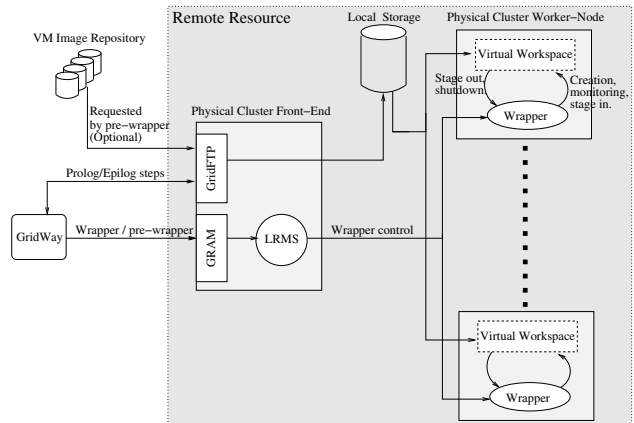 Remote Resource
Local Storage
Physical Cluster Worker–Node
VM Image Repository
Virtual Workspace
Stage out,
shutdown.
Creation,
monitoring,
stage in.
Wrapper
Requested
by pre–wrapper
(Optional)
Physical Cluster Front–End
GridFTP
Prolog/Epilog steps
GridWay
Wrapper / pre–wrapper
GRAM
LRMS
Wrapper control
Virtual Workspace
Wrapper